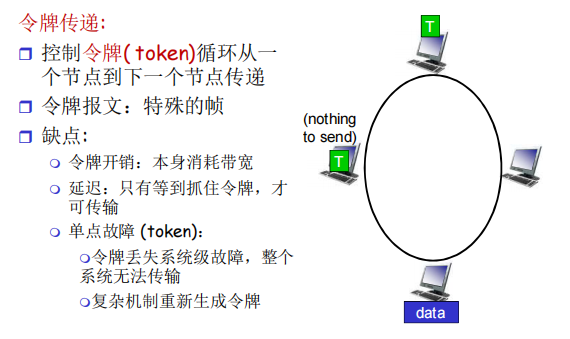 令牌传递:
控制令牌( token)循环从一
个节点到下一个节点传递
令牌报文：特殊的帧
缺点:
令牌开销：本身消耗带宽
延迟：只有等到抓住令牌，才
可传输
单点故障 (token)：
令牌丢失系统级故障，整个
系统无法传输
复杂机制重新生成令牌
T
(nothing
to send)
T
data